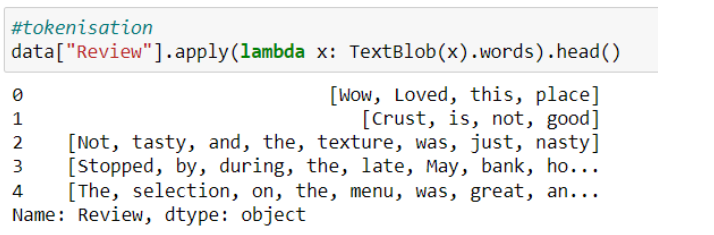 #tokenisation
data["Review"].apply(lambda x: TextBlob(x).words).head()
0 [Wow, Loved, this, place]
1 [Crust, is, not, good]
2 [Not, tasty, and, the, texture, was, just, nasty]
3 [Stopped, by, during, the, late, May, bank, ho...
4 [The, selection, on, the, menu, was, great, an...
Name: Review, dtype: object